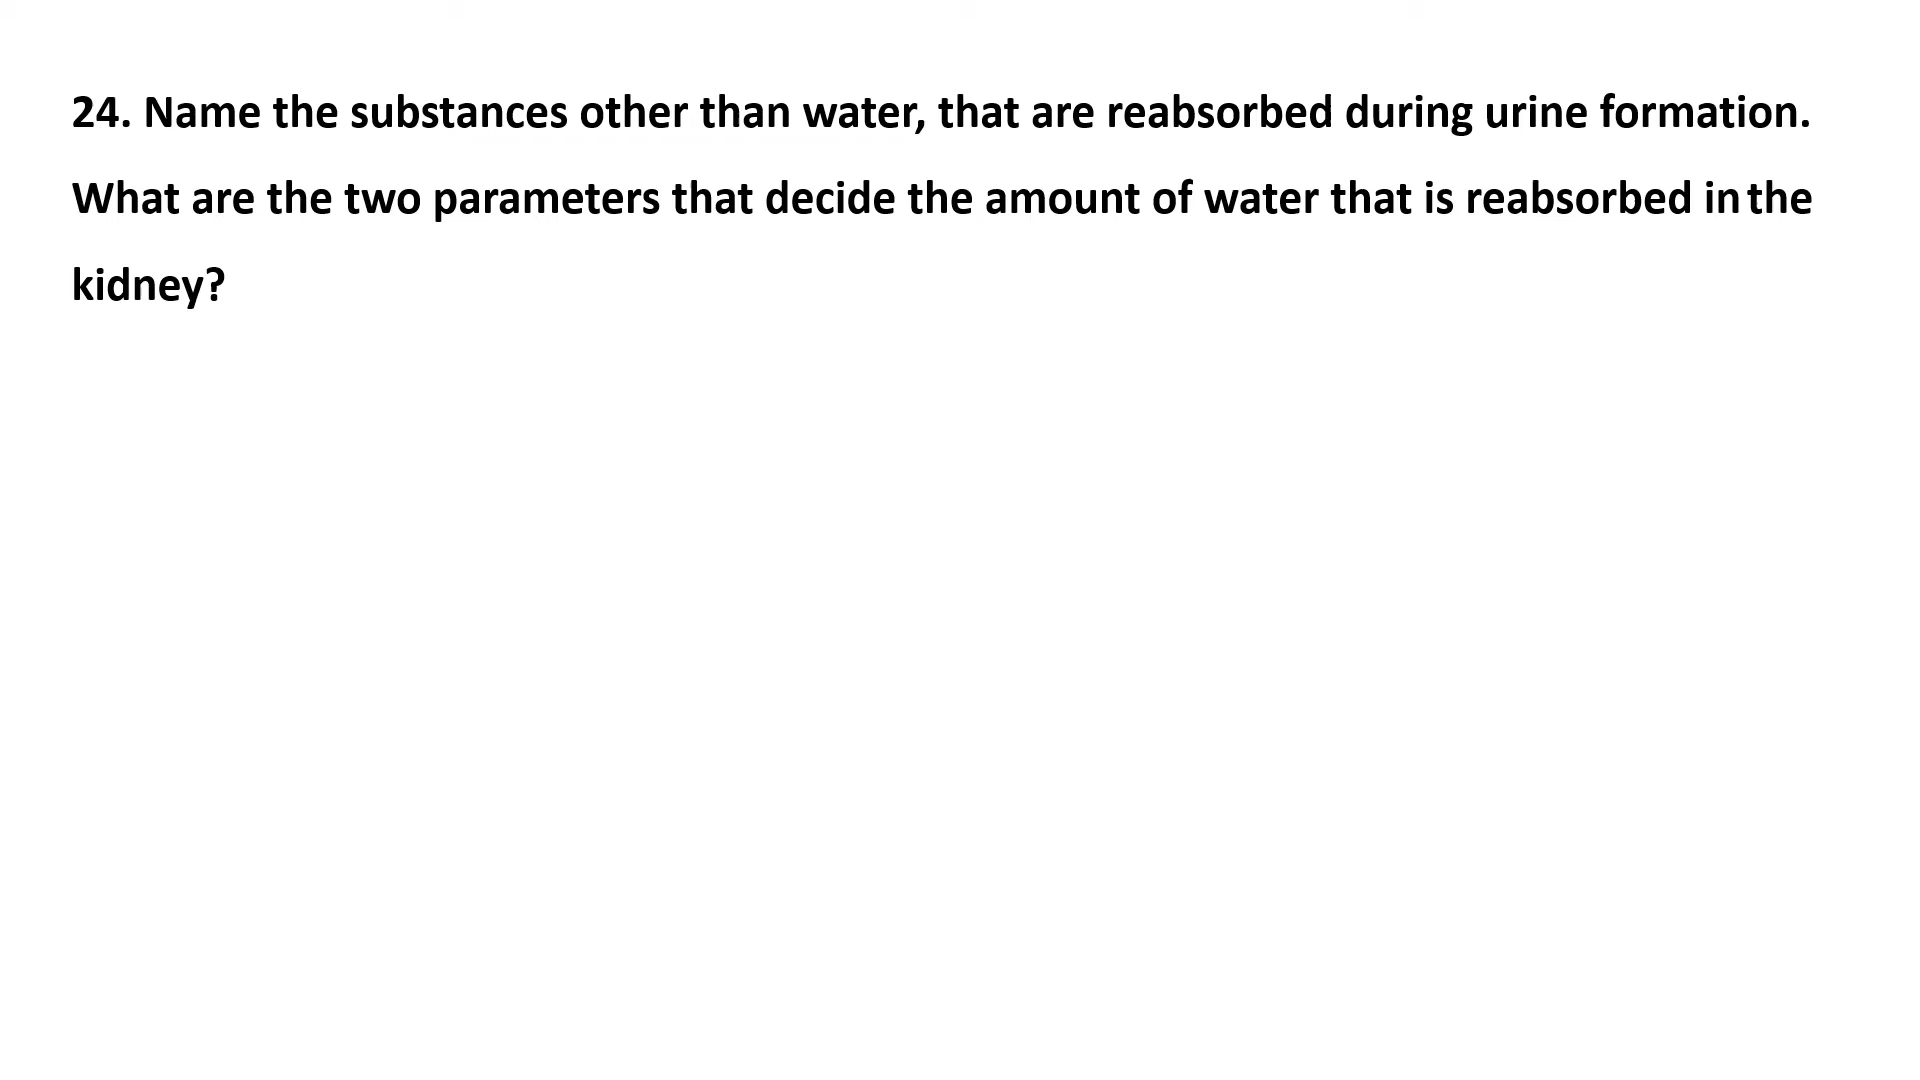 24. Name the substances other than water, that are reabsorbed during urine formation.
What are the two parameters that decide the amount of water that is reabsorbed in the
kidney?